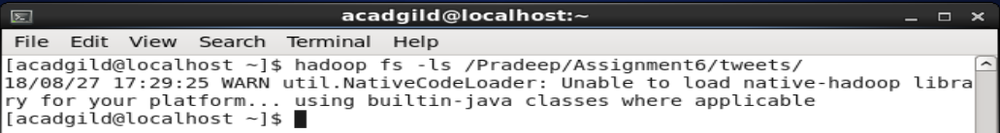 acadgild@localhost:~
File Edit View Search Terminal Help
[acadgild@localhost ~]$ hadoop fs -ls /Pradeep/Assignment6/tweets/
18/08/27 17:29:25 WARN util.NativeCodeLoader: Unable to load native-hadoop libra
ry for your platform... using builtin-java classes where applicable
[acadgild@localhost ~]$